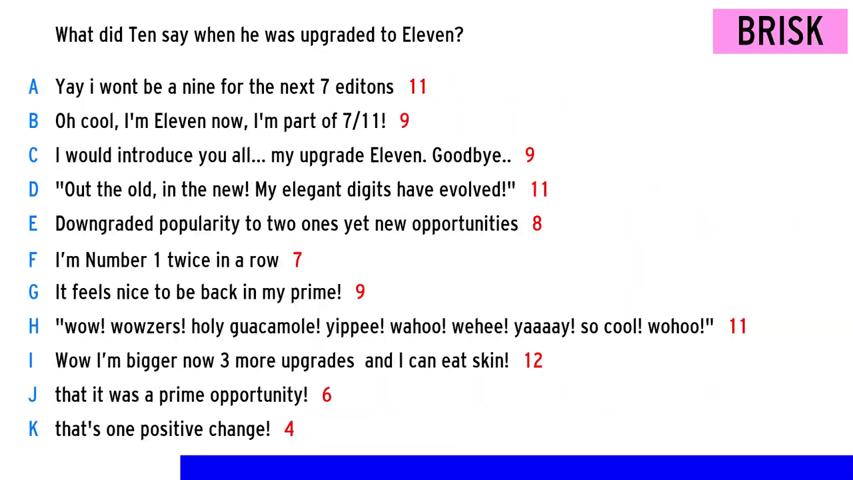 What did Ten say when he was upgraded to Eleven?
BRISK
A Yay i wont be a nine for the next 7 editons 11
B Oh cool, I'm Eleven now, I'm part of 7/11! 9
C I would introduce you all... my upgrade Eleven. Goodbye.. 9
D "Out the old, in the new! My elegant digits have evolved!" 11
E Downgraded popularity to two ones yet new opportunities 8
F I’m Number 1 twice in a row 7
G It feels nice to be back in my prime! 9
H "wow! wowzers! holy guacamole! yippee! wahoo! wehee! yaaaay! so cool! wohoo!" 11
I Wow I’m bigger now 3 more upgrades and I can eat skin! 12
J that it was a prime opportunity! 6
K that's one positive change! 4